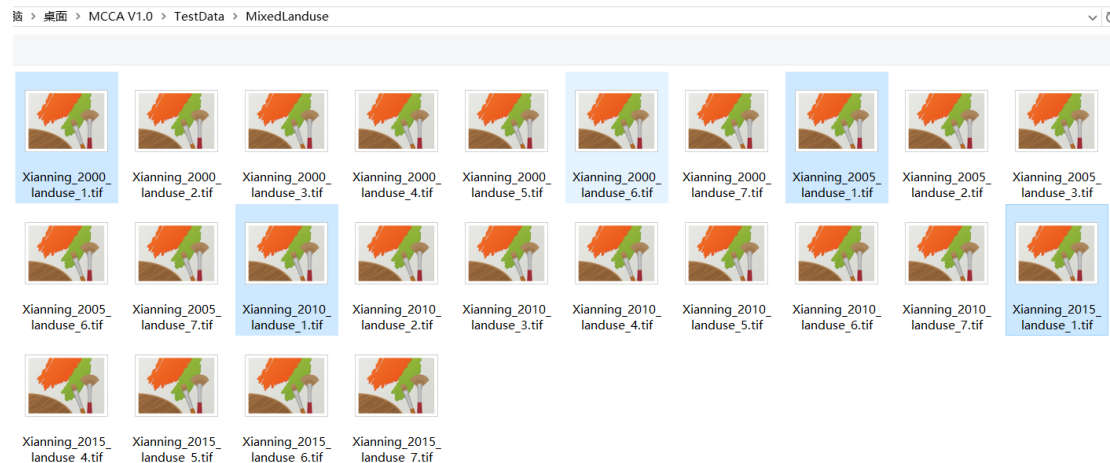 脑 > 桌面 > MCCA V1.0 > TestData > MixedLanduse
Xianning_2000_
landuse_1.tif
Xianning_2000_
landuse_2.tif
Xianning_2000_
landuse_3.tif
Xianning_2000_
landuse_4.tif
Xianning_2000_
landuse_5.tif
Xianning_2000_
landuse_6.tif
Xianning_2000_
landuse_7.tif
Xianning_2005_
landuse_1.tif
Xianning_2005_
landuse_2.tif
Xianning_2005_
landuse_3.tif
Xianning_2005_
landuse_6.tif
Xianning_2005_
landuse_7.tif
Xianning_2010_
landuse_1.tif
Xianning_2010_
landuse_2.tif
Xianning_2010_
landuse_3.tif
Xianning_2010_
landuse_4.tif
Xianning_2010_
landuse_5.tif
Xianning_2010_
landuse_6.tif
Xianning_2010_
landuse_7.tif
Xianning_2015_
landuse_1.tif
Xianning_2015_
landuse_4.tif
Xianning_2015_
landuse_5.tif
Xianning_2015_
landuse_6.tif
Xianning_2015_
landuse_7.tif